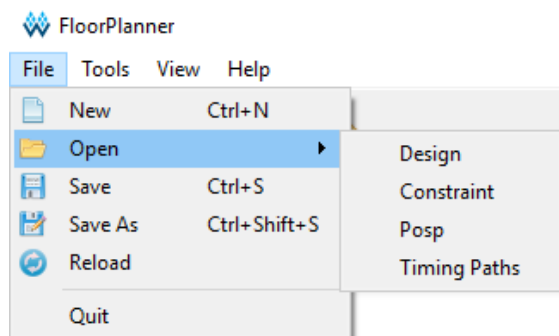 FloorPlanner
File Tools View Help
New Ctrl+N
Open
Save Ctrl+S
Save As Ctrl+Shift+S
Reload
Quit
Design
Constraint
Posp
Timing Paths